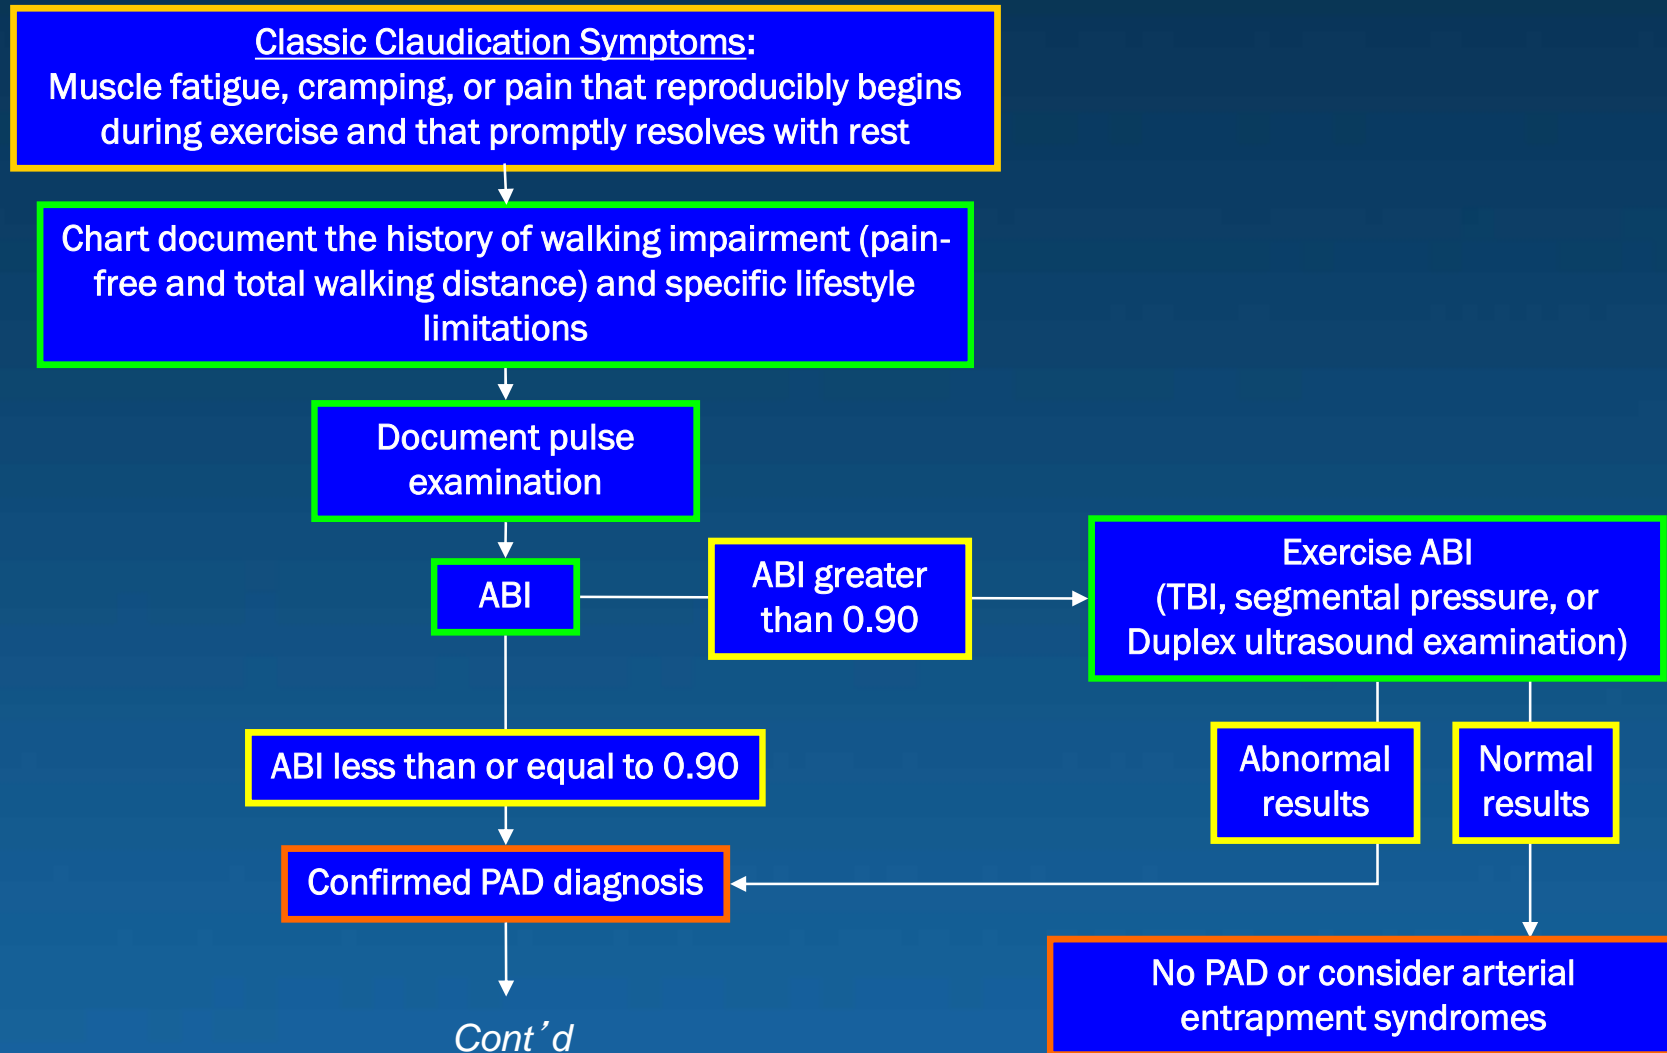 Classic Claudication Symptoms:
Muscle fatigue, cramping, or pain that reproducibly begins
during exercise and that promptly resolves with rest
Chart document the history of walking impairment (pain-
free and total walking distance) and specific lifestyle
limitations
Document pulse
examination
ABI
ABI greater
than 0.90
Exercise ABI
(TBI, segmental pressure, or
Duplex ultrasound examination)
ABI less than or equal to 0.90
Abnormal
results
Normal
results
Confirmed PAD diagnosis
No PAD or consider arterial
entrapment syndromes
Cont’d